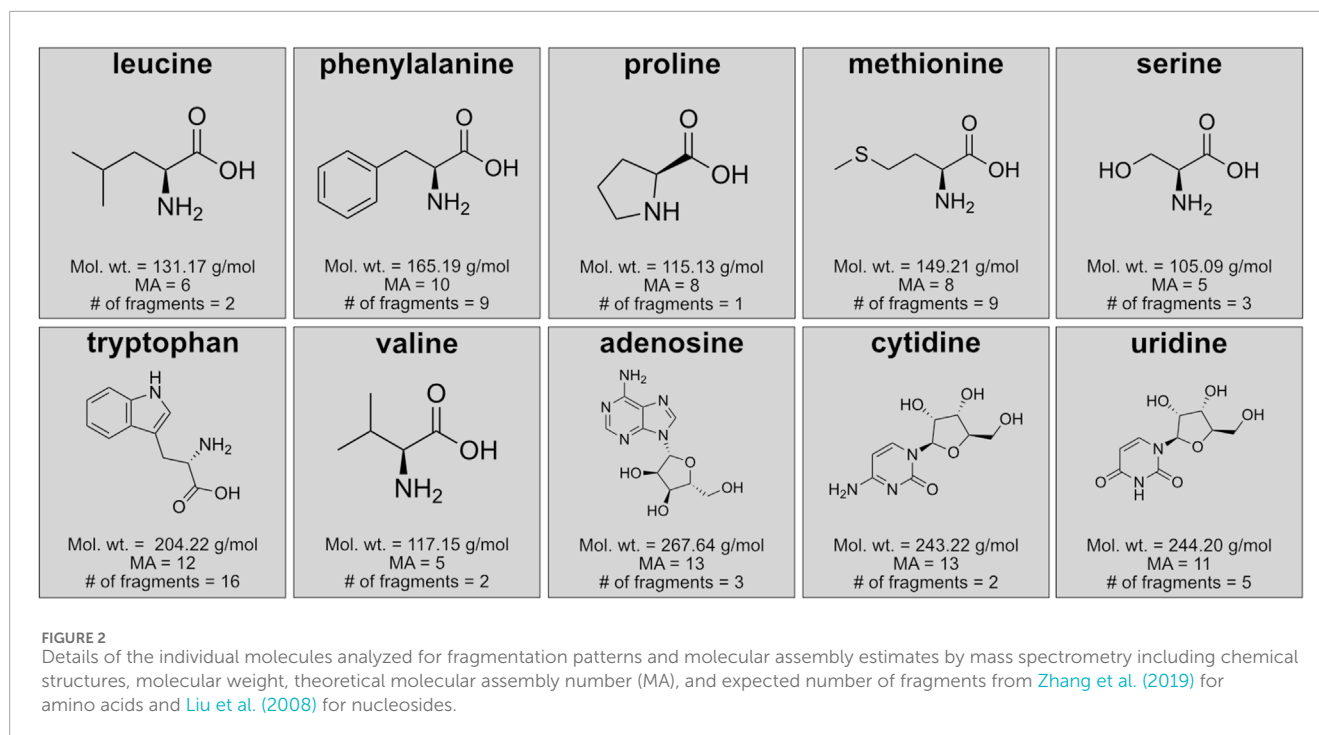 leucine
O
OH
NH2
Mol. wt. = 131.17 g/mol
MA = 6
# of fragments = 2
phenylalanine
O
OH
NH2
Mol. wt. = 165.19 g/mol
MA = 10
# of fragments = 9
proline
O
OH
NH
Mol. wt. = 115.13 g/mol
MA = 8
# of fragments = 1
methionine
O
S
OH
NH2
Mol. wt. = 149.21 g/mol
MA = 8
# of fragments = 9
serine
O
HO
OH
NH2
Mol. wt. = 105.09 g/mol
MA = 5
# of fragments = 3
tryptophan
H
N
NH2
O
OH
Mol. wt. = 204.22 g/mol
MA = 12
# of fragments = 16
valine
O
OH
NH2
Mol. wt. = 117.15 g/mol
MA = 5
# of fragments = 2
adenosine
NH2
N
N
N
N
HO
O
OH
HO
Mol. wt. = 267.64 g/mol
MA = 13
# of fragments = 3
cytidine
OH
HO
OH
N
O
H2N
N
O
Mol. wt. = 243.22 g/mol
MA = 13
# of fragments = 2
uridine
OH
HO
OH
N
O
O
N
H
O
Mol. wt. = 244.20 g/mol
MA = 11
# of fragments = 5
FIGURE 2
Details of the individual molecules analyzed for fragmentation patterns and molecular assembly estimates by mass spectrometry including chemical
structures, molecular weight, theoretical molecular assembly number (MA), and expected number of fragments from Zhang et al. (2019) for
amino acids and Liu et al. (2008) for nucleosides.